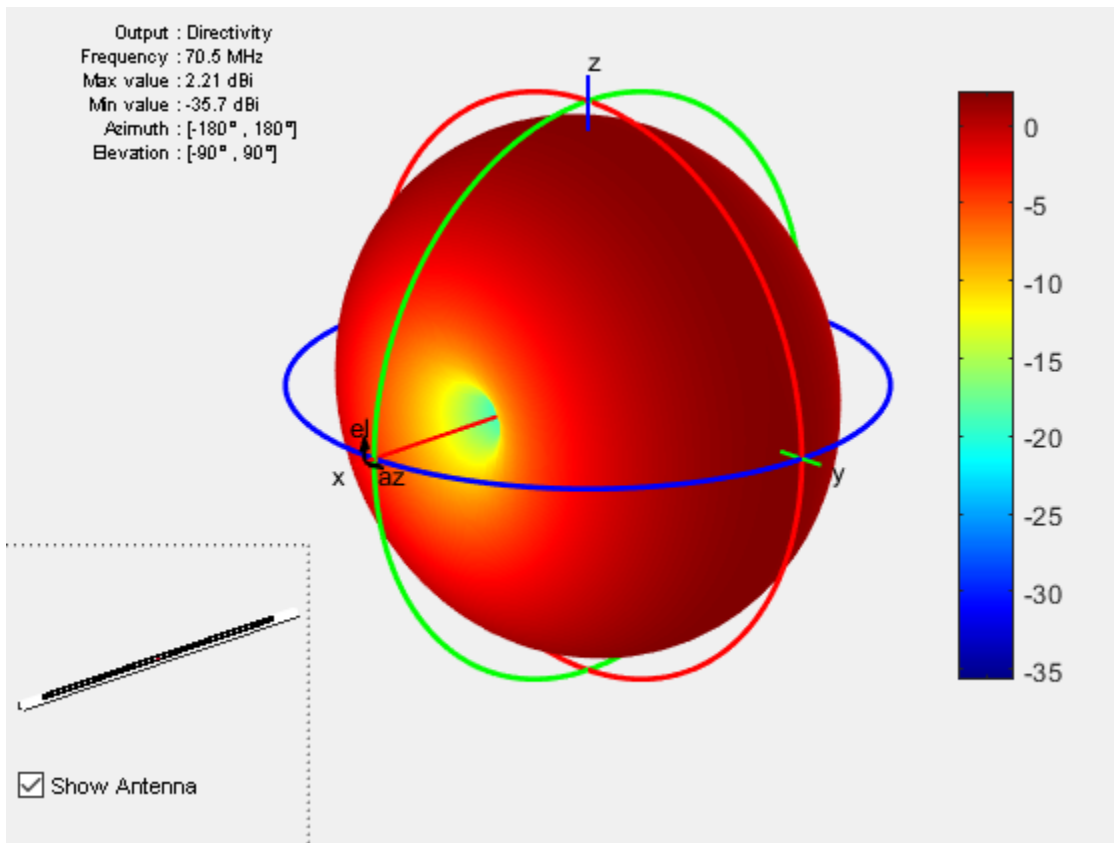 Output : Directivity
Frequency : 70.5 MHz
Max value : 2.21 dBi
Min value : -35.7 dBi
Azimuth : [-180° , 180°]
Elevation : [-90° , 90°]
z
0
-5
-10
-15
-20
-25
-30
-35
el
x
az
y
Show Antenna